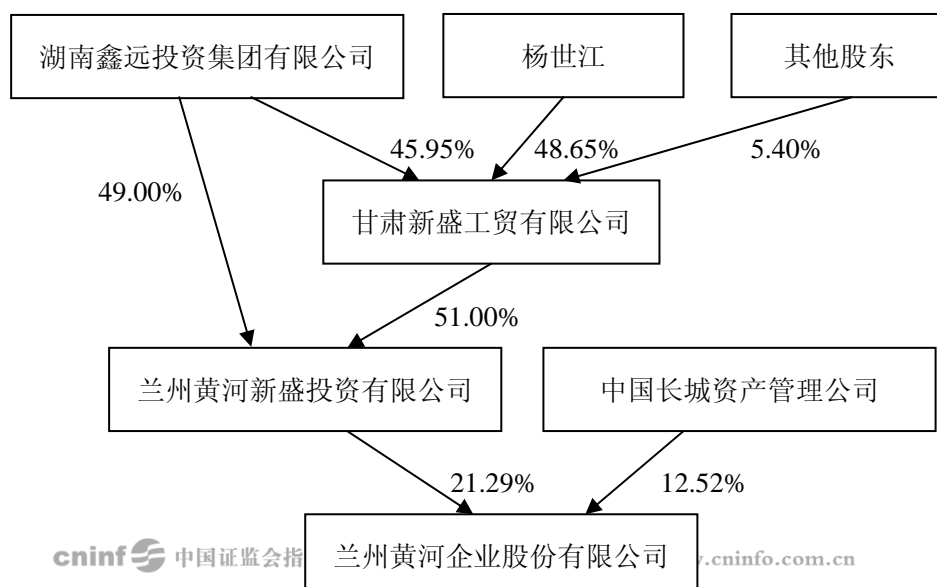 湖南鑫远投资集团有限公司
杨世江
其他股东
45.95%
48.65%
5.40%
49.00%
甘肃新盛工贸有限公司
51.00%
兰州黄河新盛投资有限公司
中国长城资产管理公司
21.29%
12.52%
cninf 中国证监会指
兰州黄河企业股份有限公司
.cninfo.com.cn